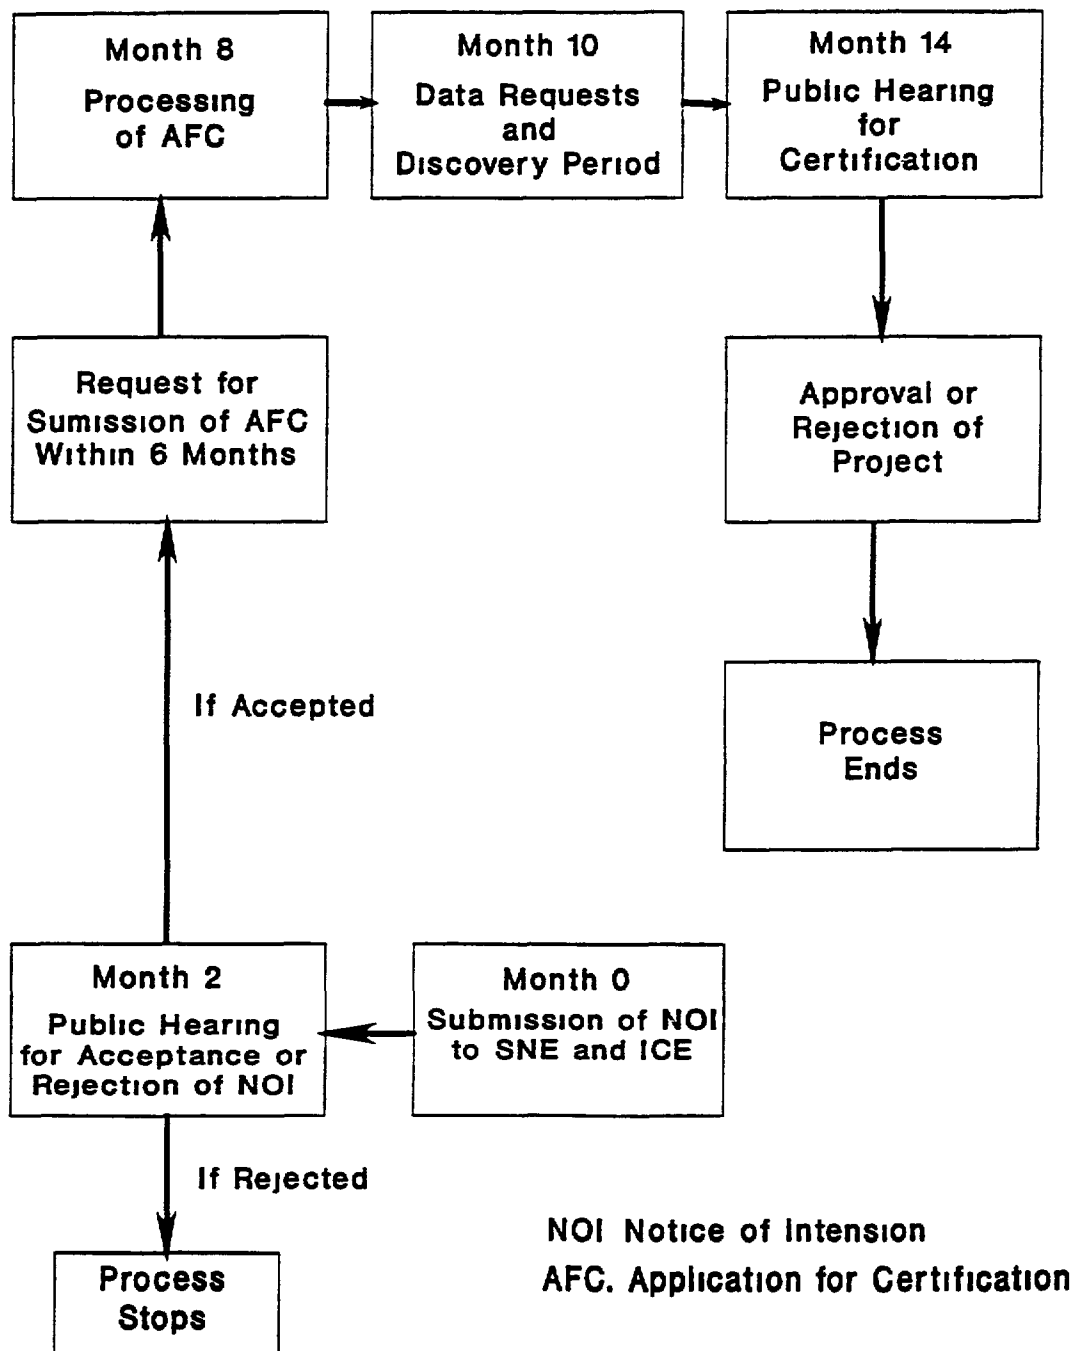 Month 8
Processing
of AFC
Month 10
Data Requests
and
Discovery Period
Month 14
Public Hearing
for
Certification
Request for
Sumission of AFC
Within 6 Months
Approval or
Rejection of
Project
If Accepted
Process
Ends
Month 2
Public Hearing
for Acceptance or
Rejection of NOI
Month 0
Submission of NOI
to SNE and ICE
If Rejected
Process
Stops
NOI Notice of Intension
AFC. Application for Certification